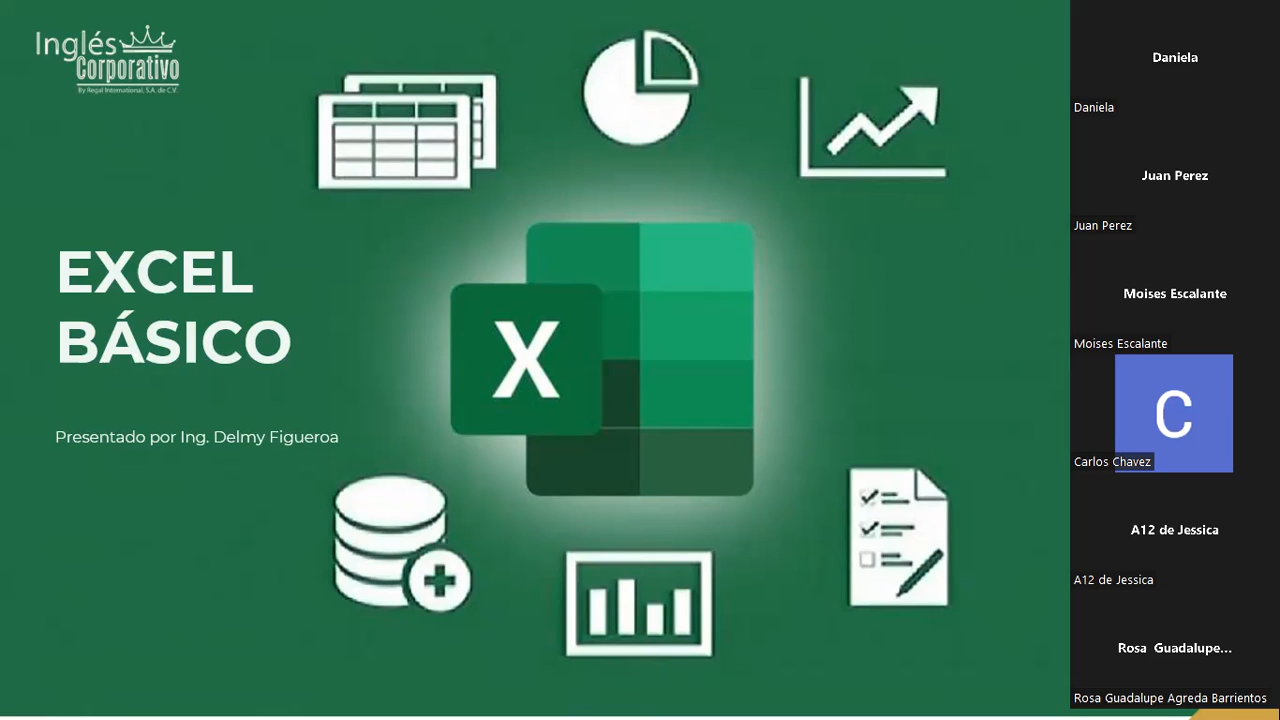 Inglés
Corporativo
By Regal International, S.A. de C.V.
EXCEL
BÁSICO
Presentado por Ing. Delmy Figueroa
X
Daniela
Daniela
Juan Perez
Juan Perez
Moises Escalante
Moises Escalante
C
Carlos Chavez
A12 de Jessica
A12 de Jessica
Rosa Guadalupe...
Rosa Guadalupe Agreda Barrientos